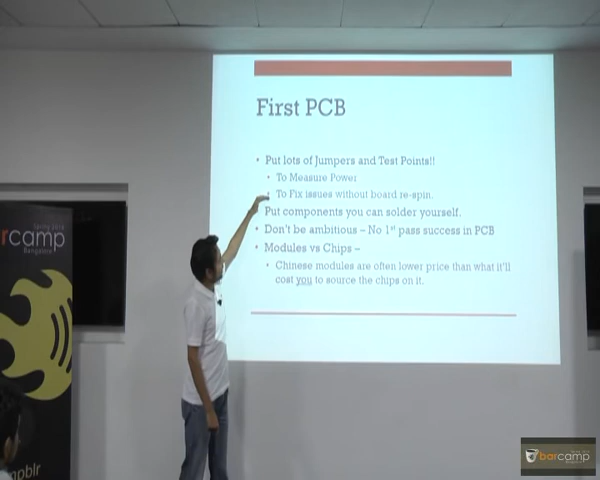 First PCB
• Put lots of Jumpers and Test Points!!
• To Measure Power
• To Fix issues without board re-spin.
Put components you can solder yourself.
• Don't be ambitious – No 1st pass success in PCB
• Modules vs Chips –
• Chinese modules are often lower price than what it'll
cost you to source the chips on it.
rcamp
Bangalore
npblr
barcamp